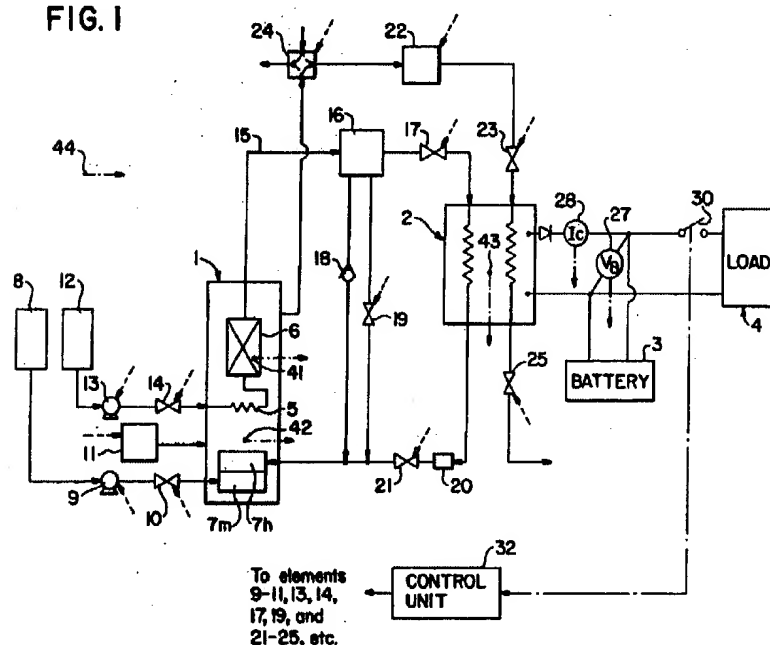 FIG. 1
24
22
44
15
16
17
23
28
30
27
Ic
VB
LOAD
4
2
43
18
1
8
12
6
41
19
25
3
BATTERY
13
14
5
42
11
9
10
7m
7h
21
20
32
CONTROL
UNIT
To elements
9-11, 13, 14,
17, 19, and
21-25, etc.